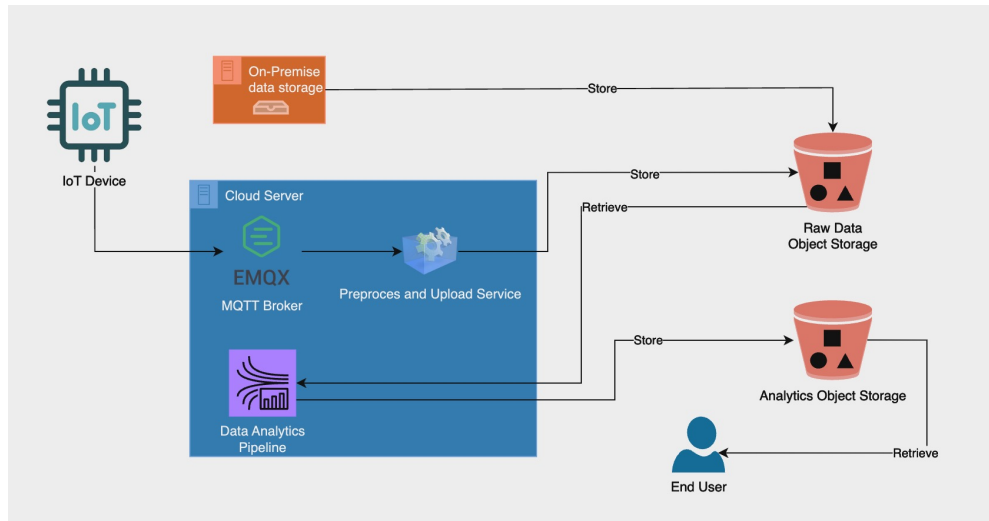 On-Premise
data storage
Store
IoT
IoT Device
Cloud Server
Store
Retrieve
Raw Data
Object Storage
EMQX
MQTT Broker
Preproces and Upload Service
Store
Analytics Object Storage
Data Analytics
Pipeline
Retrieve
End User